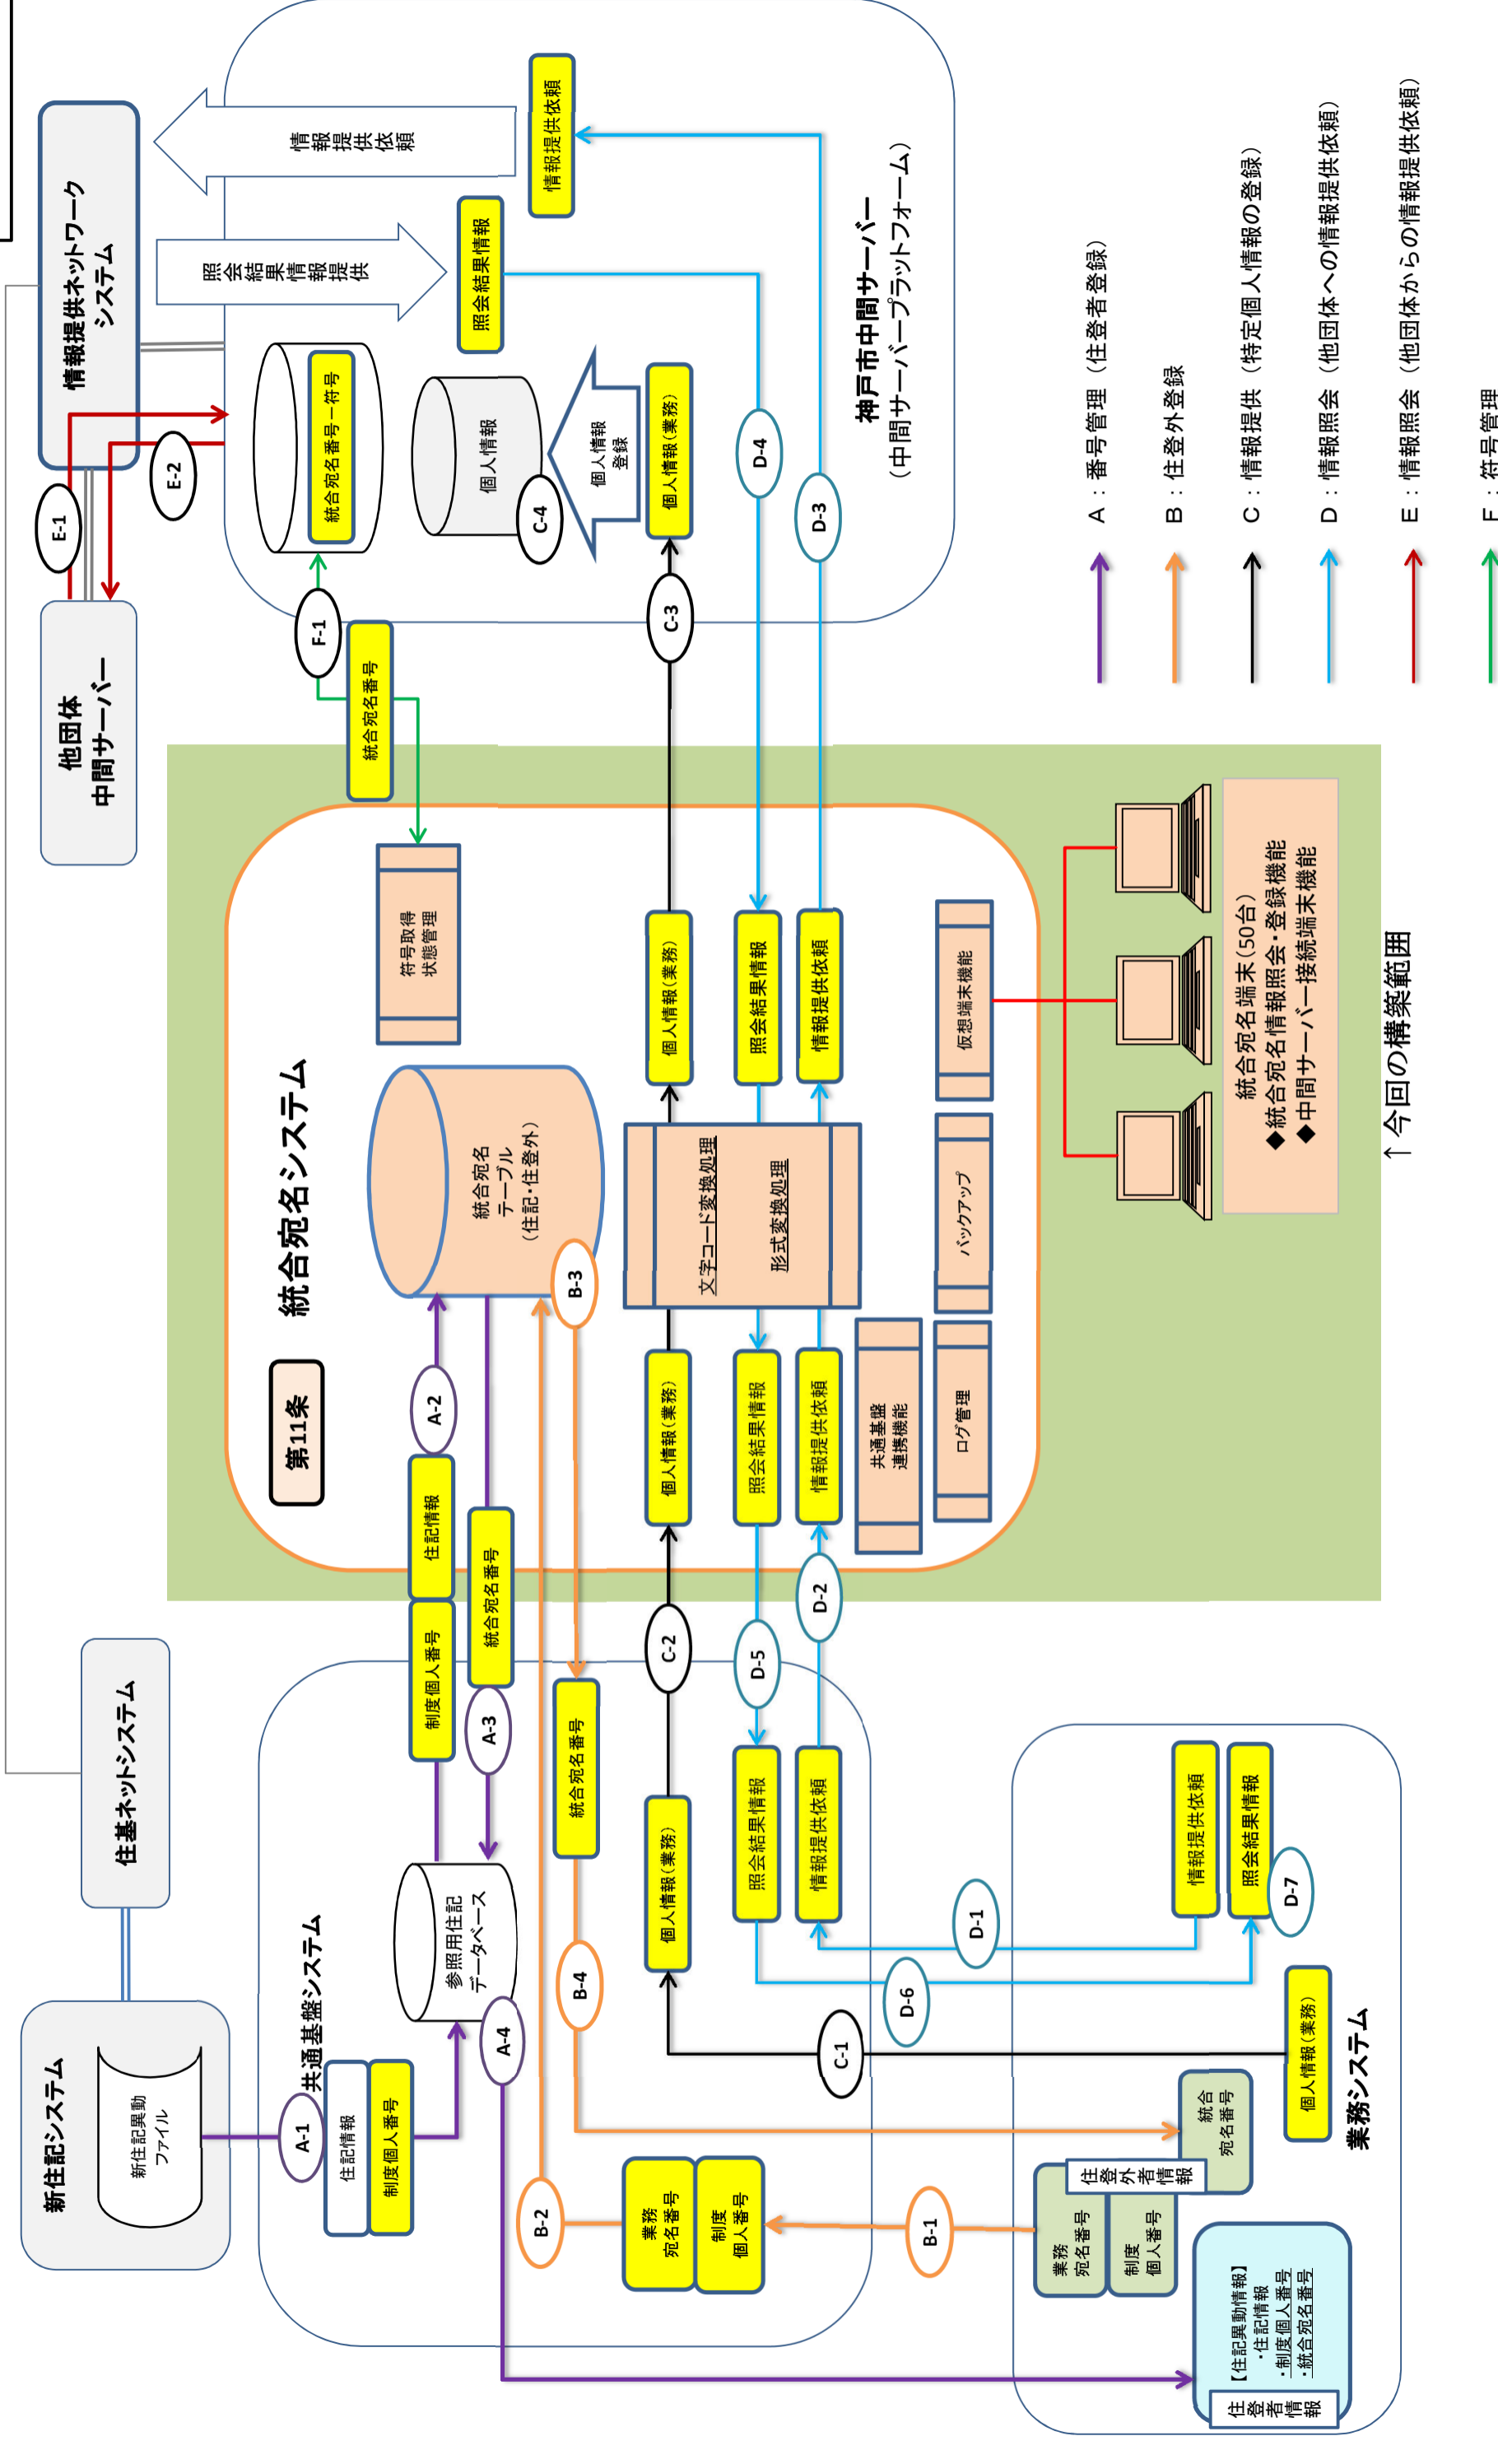 新住記システム
新住記異動
ファイル
住基ネットシステム
他団体
中間サーバー
情報提供ネットワーク
システム
E-1
E-2
共通基盤システム
A-1
住記情報
制度個人番号
参照用住記
データベース
A-4
A-3
制度個人番号
住記情報
A-2
統合宛名番号
B-2
業務
宛名番号
制度
個人番号
B-1
B-4
統合宛名番号
B-3
個人情報（業務）
C-1
C-2
照会結果情報
情報提供依頼
D-5
D-2
D-1
D-6
第11条
統合宛名システム
統合宛名
テーブル
（住記・住登外）
符号取得
状態管理
個人情報（業務）
照会結果情報
情報提供依頼
文字コード変換処理
形式変換処理
個人情報（業務）
照会結果情報
情報提供依頼
共通基盤
連携機能
ログ管理
バックアップ
仮想端末機能
統合宛名端末（50台）
◆統合宛名情報照会・登録機能
◆中間サーバー接続端末機能
↑今回の構築範囲
F-1
統合宛名番号
統合宛名番号－符号
個人情報
C-4
個人情報
登録
個人情報（業務）
C-3
照会結果情報提供
照会結果情報
情報提供依頼
情報提供依頼
D-4
D-3
神戸市中間サーバー
（中間サーバープラットフォーム）
業務システム
【住記異動情報】
・住記情報
・制度個人番号
・統合宛名番号
住登者情報
業務
宛名番号
制度
個人番号
住登外者情報
統合
宛名番号
個人情報（業務）
情報提供依頼
照会結果情報
D-7
A：番号管理（住登者登録）
B：住登外登録
C：情報提供（特定個人情報の登録）
D：情報照会（他団体への情報提供依頼）
E：情報照会（他団体からの情報提供依頼）
F：符号管理